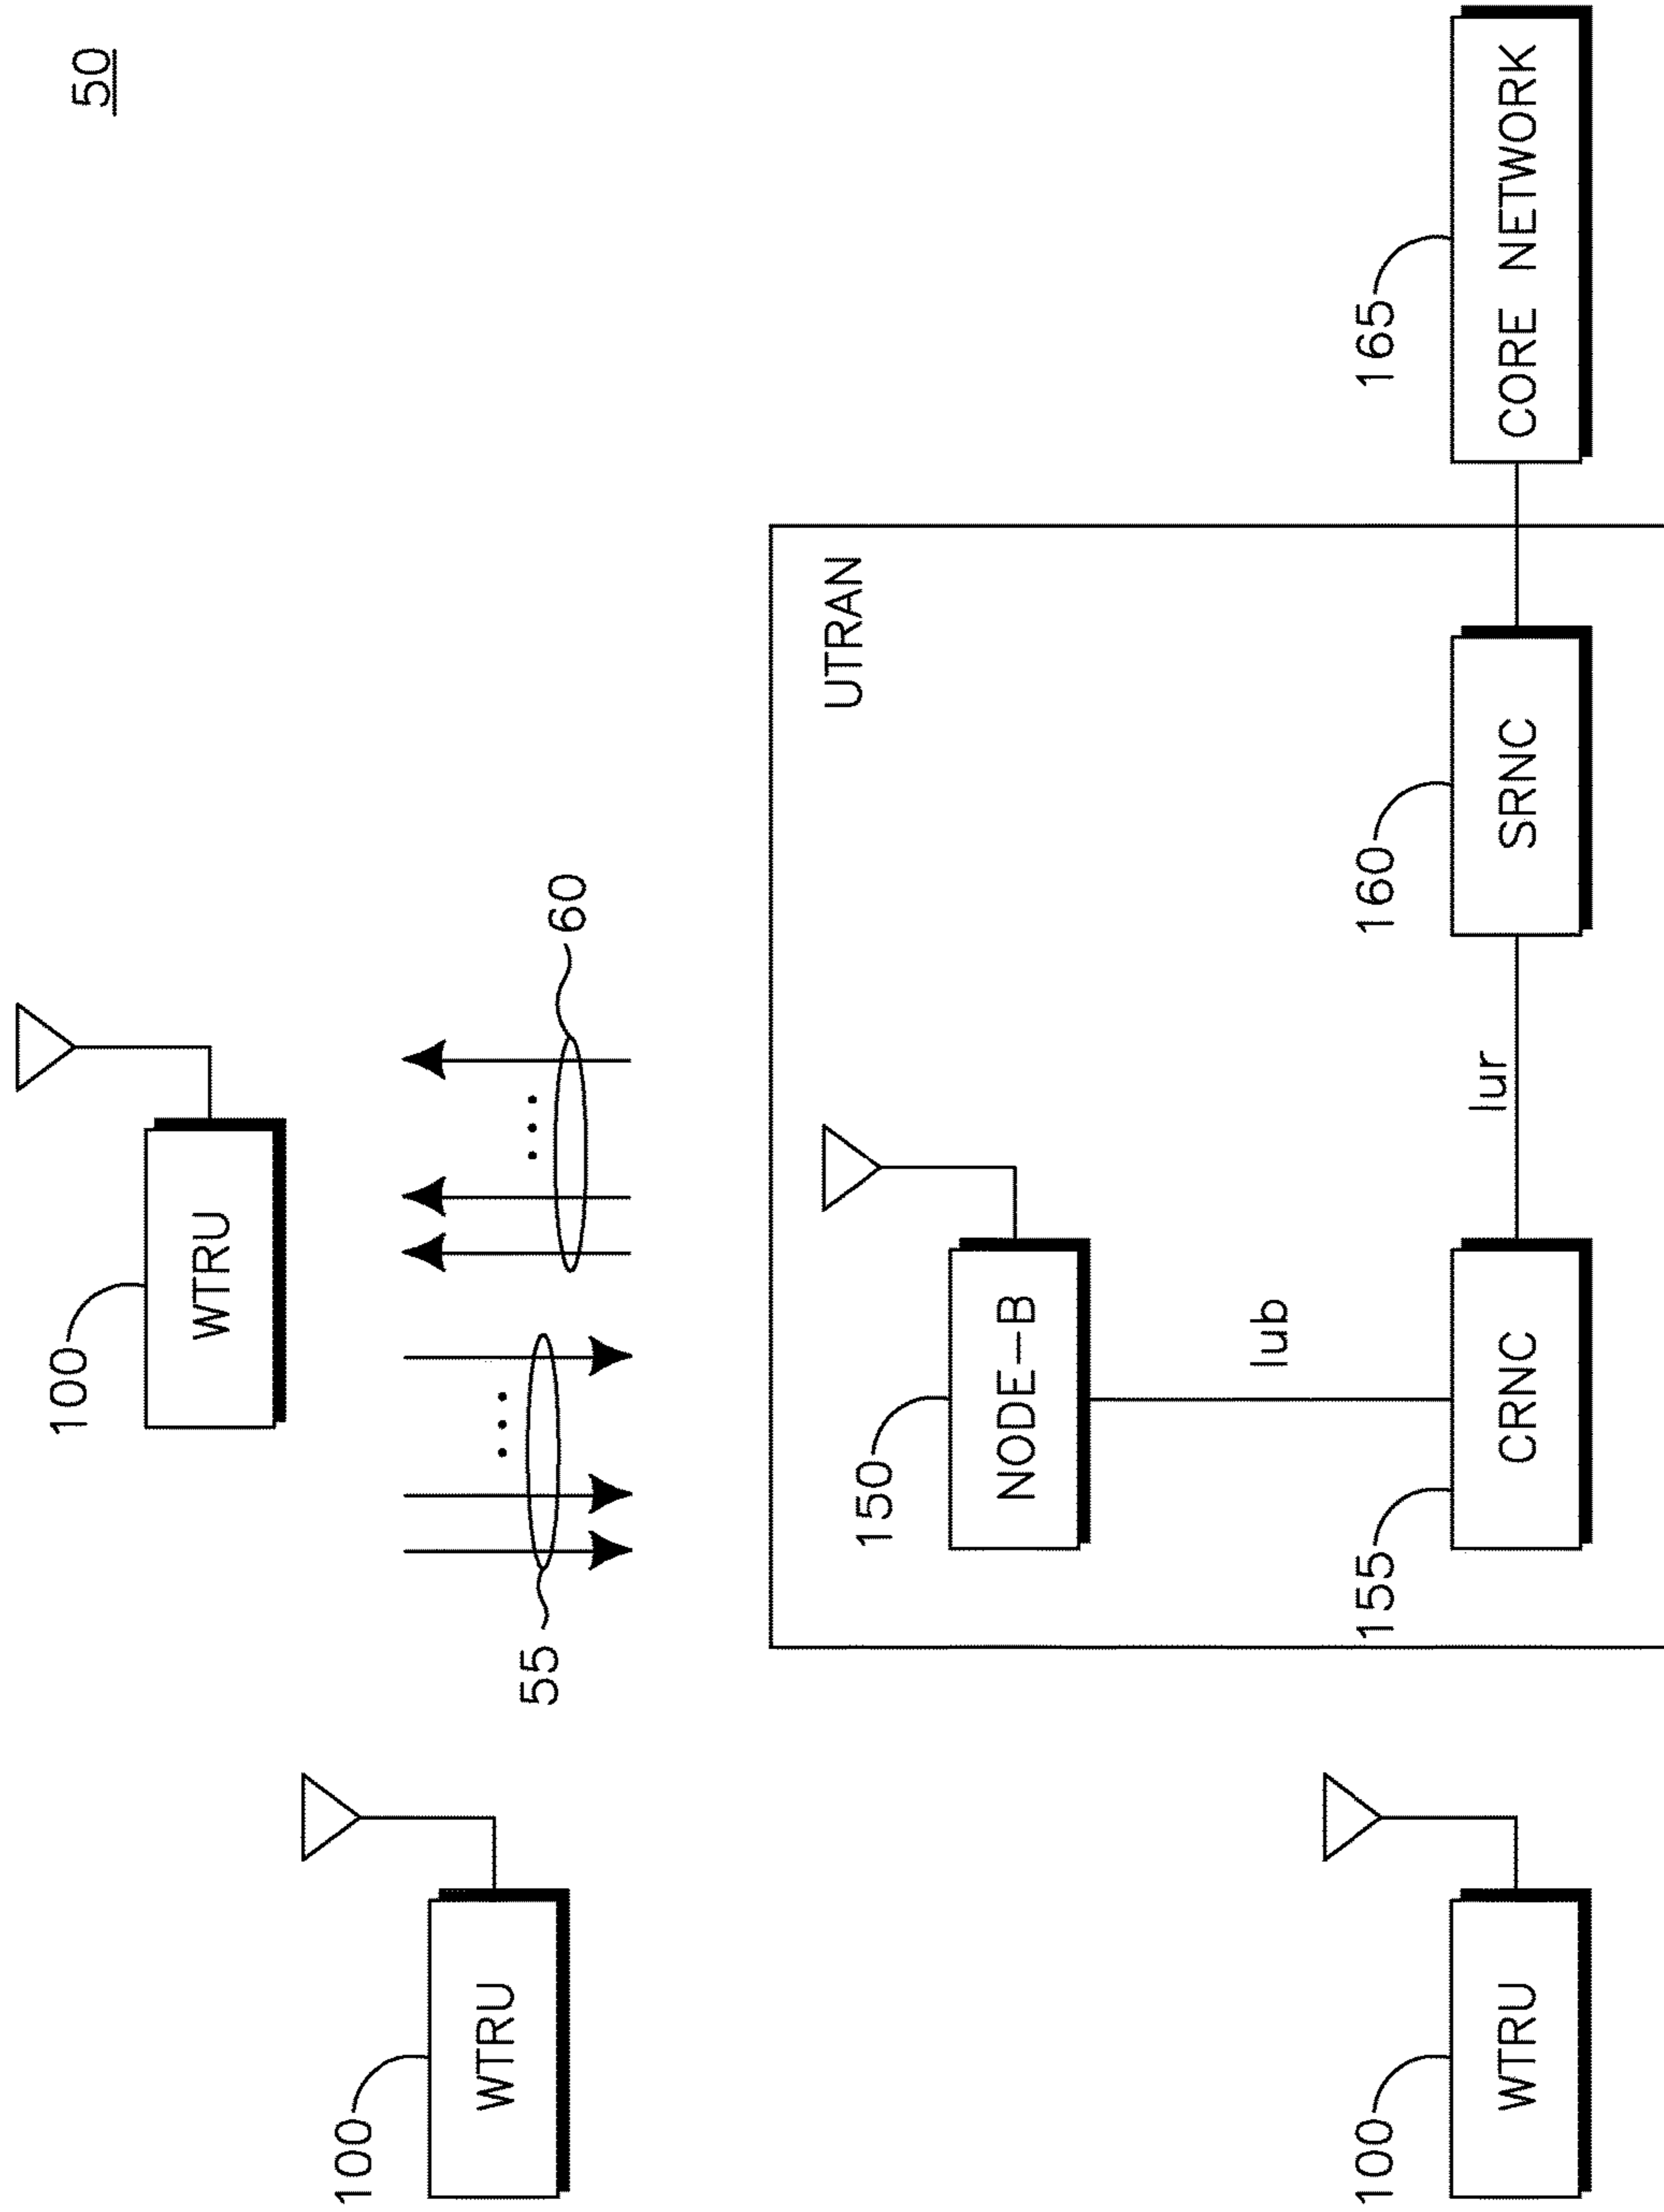 50
100
WTRU
100
WTRU
55
60
UTRAN
150
NODE-B
Iub
100
155
160
165
Iur
WTRU
CRNC
SRNC
CORE NETWORK